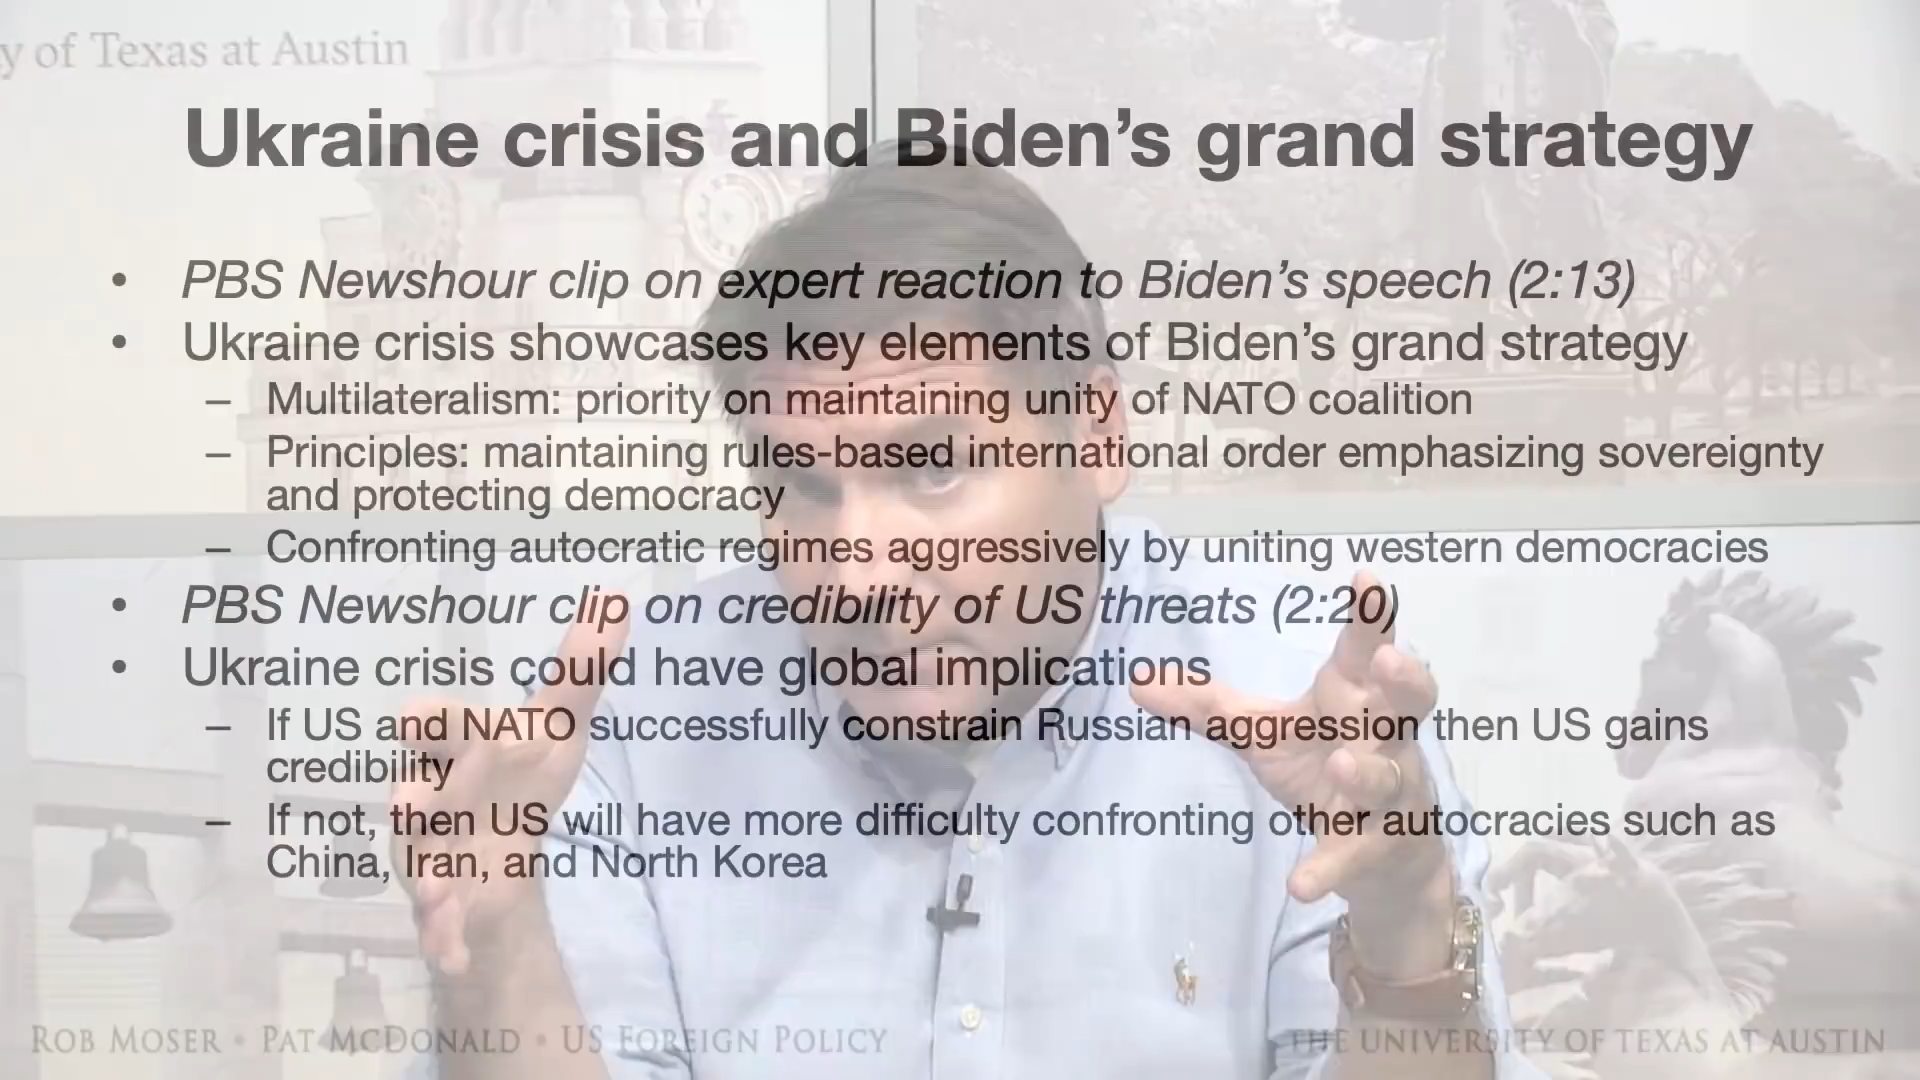 y of Texas at Austin
Ukraine crisis and Biden’s grand strategy
• PBS Newshour clip on expert reaction to Biden’s speech (2:13)
• Ukraine crisis showcases key elements of Biden’s grand strategy
– Multilateralism: priority on maintaining unity of NATO coalition
– Principles: maintaining rules-based international order emphasizing sovereignty
and protecting democracy
– Confronting autocratic regimes aggressively by uniting western democracies
• PBS Newshour clip on credibility of US threats (2:20)
• Ukraine crisis could have global implications
– If US and NATO successfully constrain Russian aggression then US gains
credibility
– If not, then US will have more difficulty confronting other autocracies such as
China, Iran, and North Korea
ROB MOSER • PAT MCDONALD • US FOREIGN POLICY
THE UNIVERSITY OF TEXAS AT AUSTIN